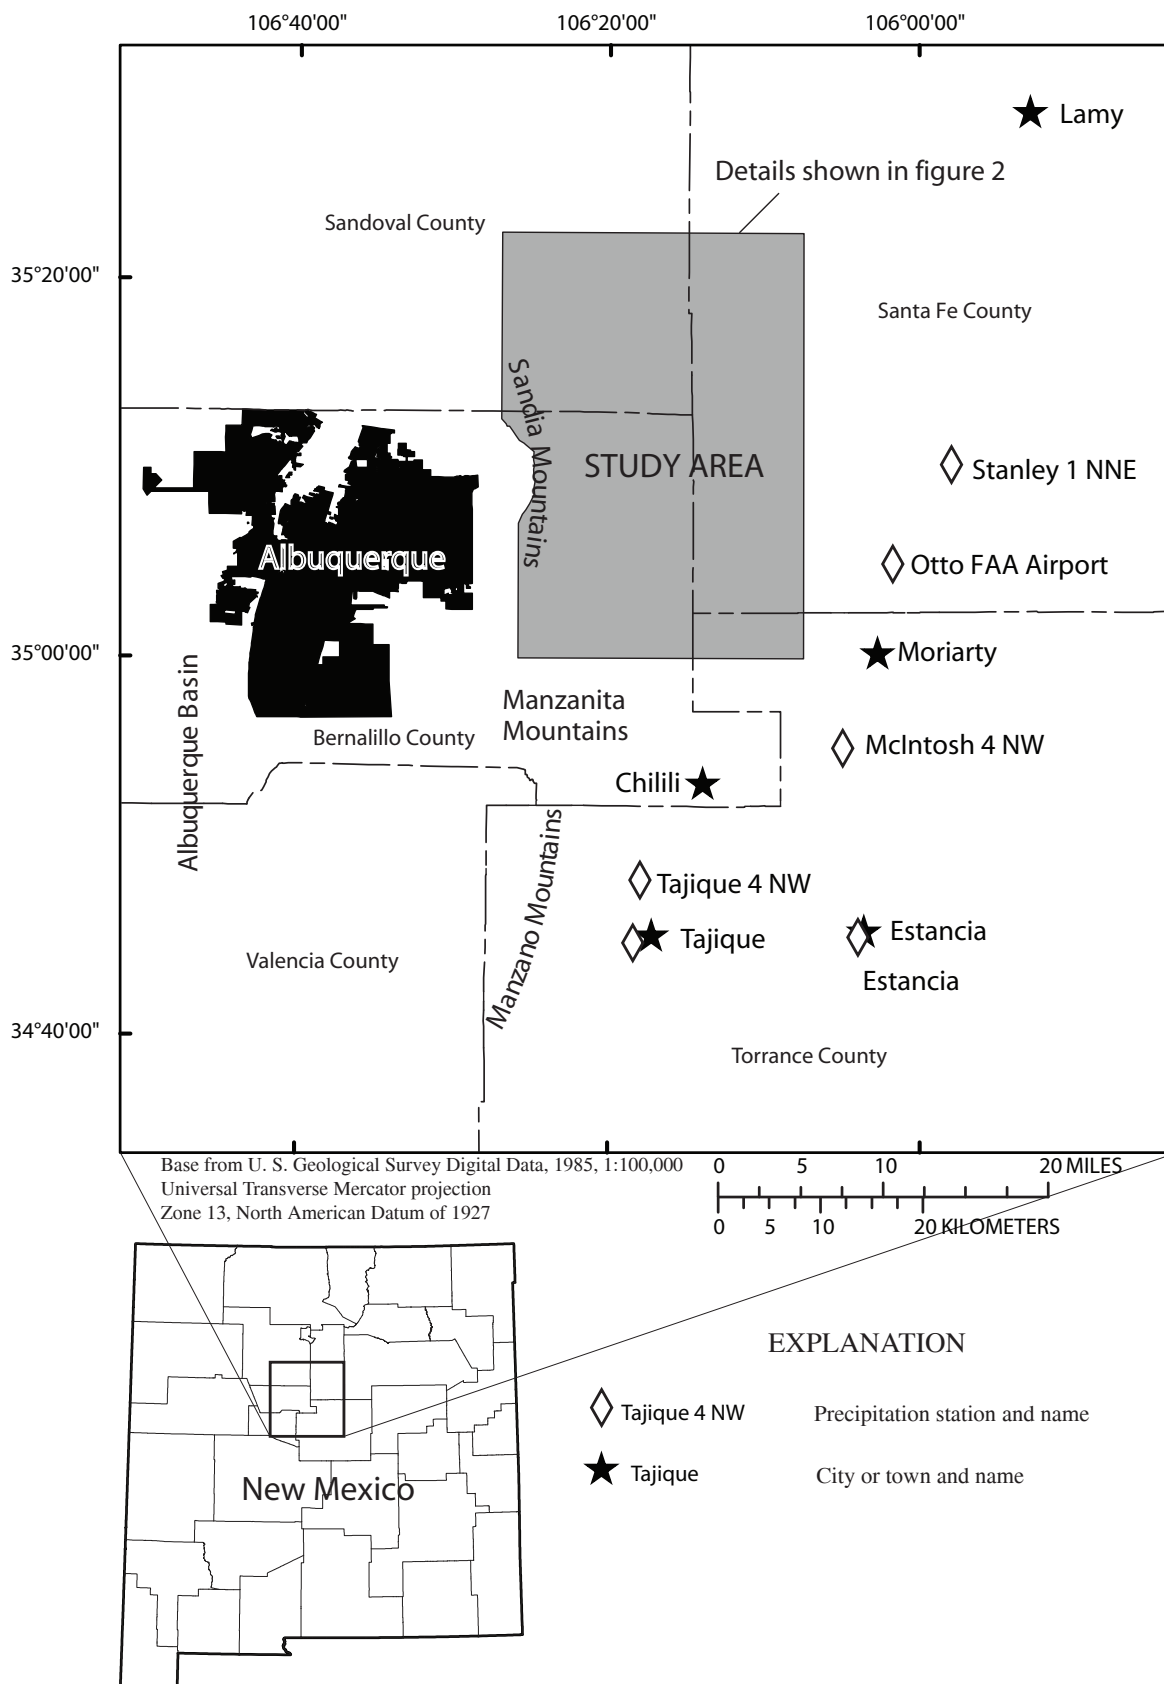 106°40'00"
106°20'00"
106°00'00"
Lamy
Details shown in figure 2
Sandoval County
35°20'00"
Santa Fe County
Sandia Mountains
STUDY AREA
Stanley 1 NNE
Albuquerque
Otto FAA Airport
35°00'00"
Moriarty
Albuquerque Basin
Manzanita
Mountains
Bernalillo County
McIntosh 4 NW
Chilili
Manzano Mountains
Tajique 4 NW
Tajique
Estancia
Valencia County
Estancia
34°40'00"
Torrance County
Base from U. S. Geological Survey Digital Data, 1985, 1:100,000
Universal Transverse Mercator projection
Zone 13, North American Datum of 1927
0 5 10 20 MILES
0 5 10 20 KILOMETERS
EXPLANATION
Tajique 4 NW Precipitation station and name
Tajique City or town and name
New Mexico